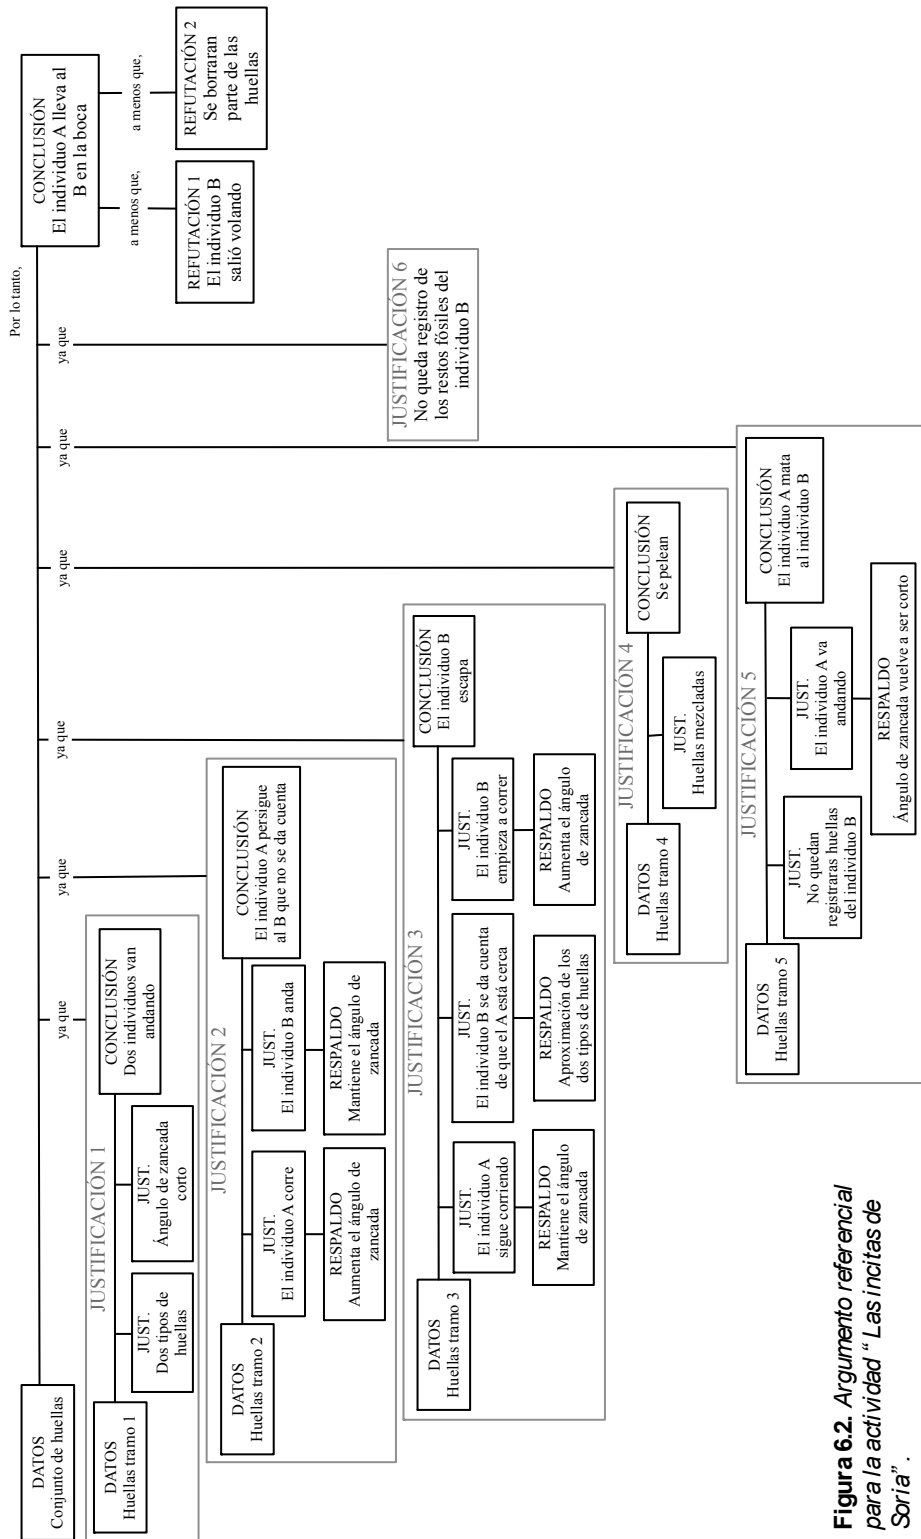 DATOS
Conjunto de huellas
Por lo tanto,
CONCLUSIÓN
El individuo A lleva al
B en la boca
a menos que,
a menos que,
REFUTACIÓN 1
El individuo B
salió volando
REFUTACIÓN 2
Se borraran
parte de las
huellas
ya que
ya que
ya que
ya que
ya que
ya que
JUSTIFICACIÓN 1
DATOS
Huellas tramo 1
JUST.
Dos tipos de
huellas
JUST.
Ángulo de zancada
corto
CONCLUSIÓN
Dos individuos van
andando
JUSTIFICACIÓN 2
DATOS
Huellas tramo 2
JUST.
El individuo A corre
RESPALDO
Aumenta el ángulo de
zancada
JUST.
El individuo B anda
RESPALDO
Mantiene el ángulo de
zancada
CONCLUSIÓN
El individuo A persigue
al B que no se da cuenta
JUSTIFICACIÓN 3
DATOS
Huellas tramo 3
JUST.
El individuo A
sigue corriendo
RESPALDO
Mantiene el ángulo
de zancada
JUST.
El individuo B se da cuenta
de que el A está cerca
RESPALDO
Aproximación de los
dos tipos de huellas
JUST.
El individuo B
empieza a correr
RESPALDO
Aumenta el ángulo
de zancada
CONCLUSIÓN
El individuo B
escapa
JUSTIFICACIÓN 4
DATOS
Huellas tramo 4
JUST.
Huellas mezcladas
CONCLUSIÓN
Se pelean
JUSTIFICACIÓN 5
DATOS
Huellas tramo 5
JUST.
No quedan
registraras huellas
del individuo B
JUST.
El individuo A va
andando
RESPALDO
Ángulo de zancada vuelve a ser corto
CONCLUSIÓN
El individuo A mata
al individuo B
JUSTIFICACIÓN 6
No queda registro de
los restos fósiles del
individuo B
Figura 6.2. Argumento referencial
para la actividad "Las incitas de
Soria".